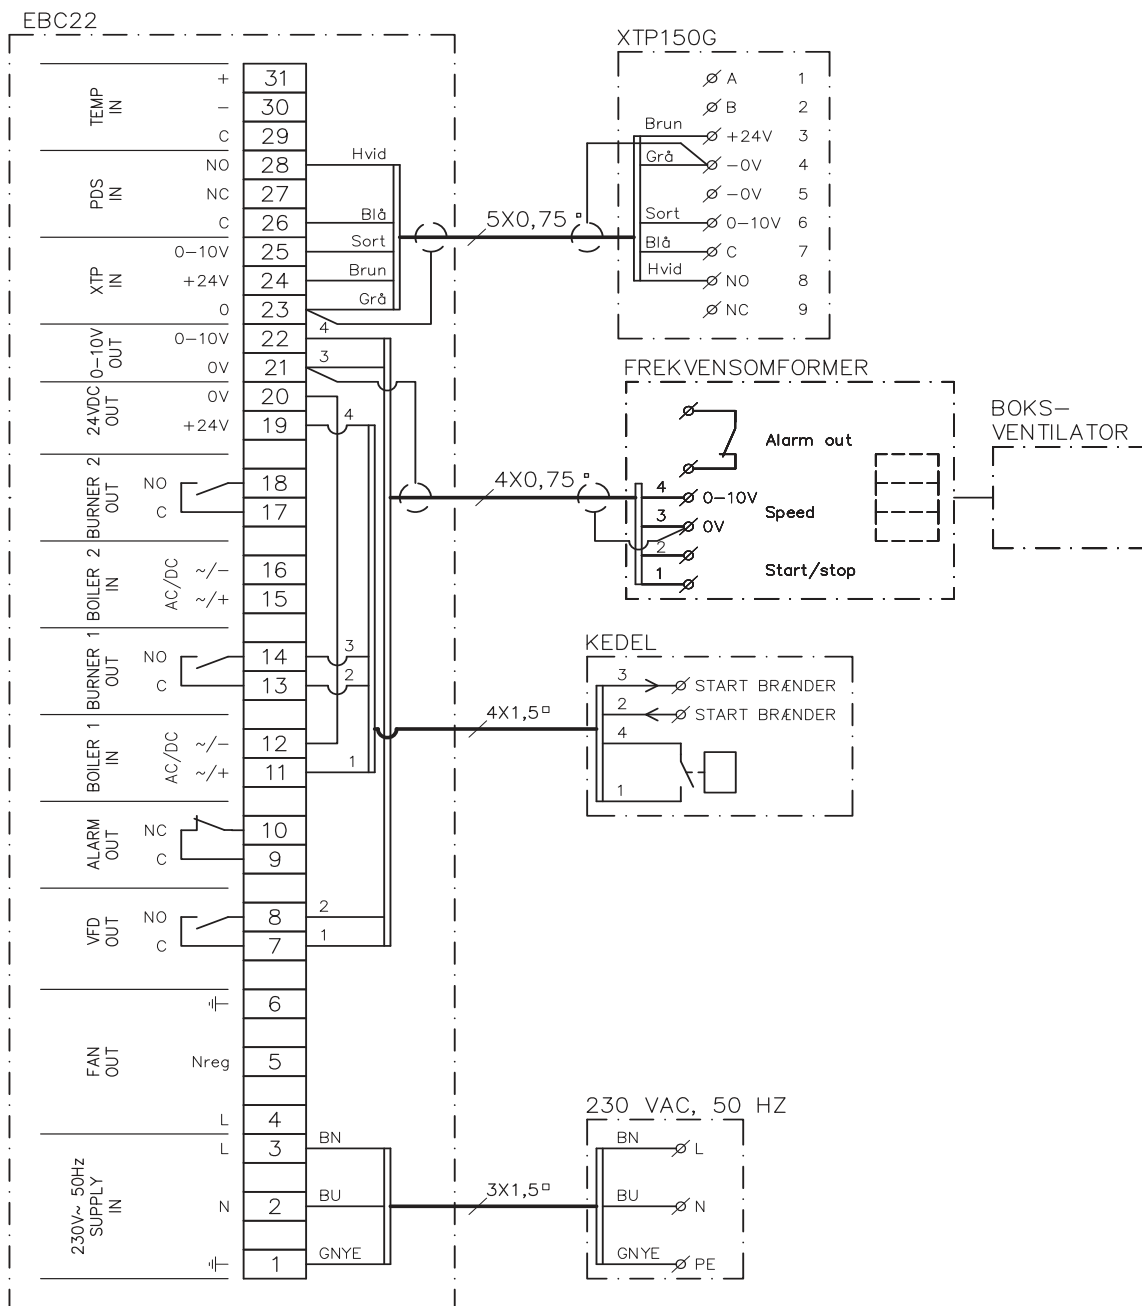 EBC22
TEMP IN
+ 31
− 30
C 29
PDS IN
NO 28 Hvid
NC 27
C 26 Blå
XTP IN
0−10V 25 Sort
+24V 24 Brun
0 23 Grå
0−10V OUT
0−10V 22 4
0V 21 3
24VDC OUT
0V 20
+24V 19 4
BURNER 2 OUT
NO 18
C 17
BOILER 2 IN
AC/DC
~/− 16
~/+ 15
BURNER 1 OUT
NO 14 3
C 13 2
BOILER 1 IN
AC/DC
~/− 12
~/+ 11 1
ALARM OUT
NC 10
C 9
VFD OUT
NO 8 2
C 7 1
FAN OUT
6
Nreg 5
L 4
230V~ 50Hz SUPPLY IN
L 3 BN
N 2 BU
1 GNYE
5X0,75
XTP150G
A 1
B 2
Brun +24V 3
Grå −0V 4
−0V 5
Sort 0−10V 6
Blå C 7
Hvid NO 8
NC 9
4X0,75
FREKVENSOMFORMER
Alarm out
4 0−10V
Speed
3 0V
2
1 Start/stop
BOKS−
VENTILATOR
4X1,5
KEDEL
3 START BRÆNDER
2 START BRÆNDER
4
1
3X1,5
230 VAC, 50 HZ
BN L
BU N
GNYE PE